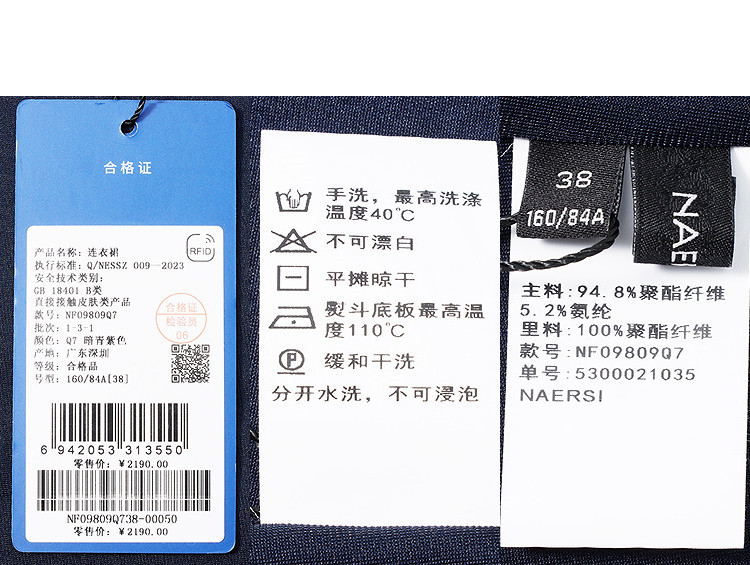 合格证
RFID
产品名称：连衣裙
执行标准：Q/NESSZ 009—2023
安全技术类别：
GB 18401 B类
直接接触皮肤类产品
款号：NF09809Q7
批次：1-3-1
颜色：Q7 暗青紫色
产地：广东深圳
等级：合格品
号型：160/84A[38]
合格证
检验员
06
6 942053 313550
零售价：￥2190.00
NF09809Q738-00050
零售价：￥2190.00
手洗，最高洗涤
温度40℃
不可漂白
平摊晾干
熨斗底板最高温
度110℃
P
缓和干洗
分开水洗，不可浸泡
38
160/84A
NAE
主料：94.8%聚酯纤维
5.2%氨纶
里料：100%聚酯纤维
款号：NF09809Q7
单号：5300021035
NAERSI